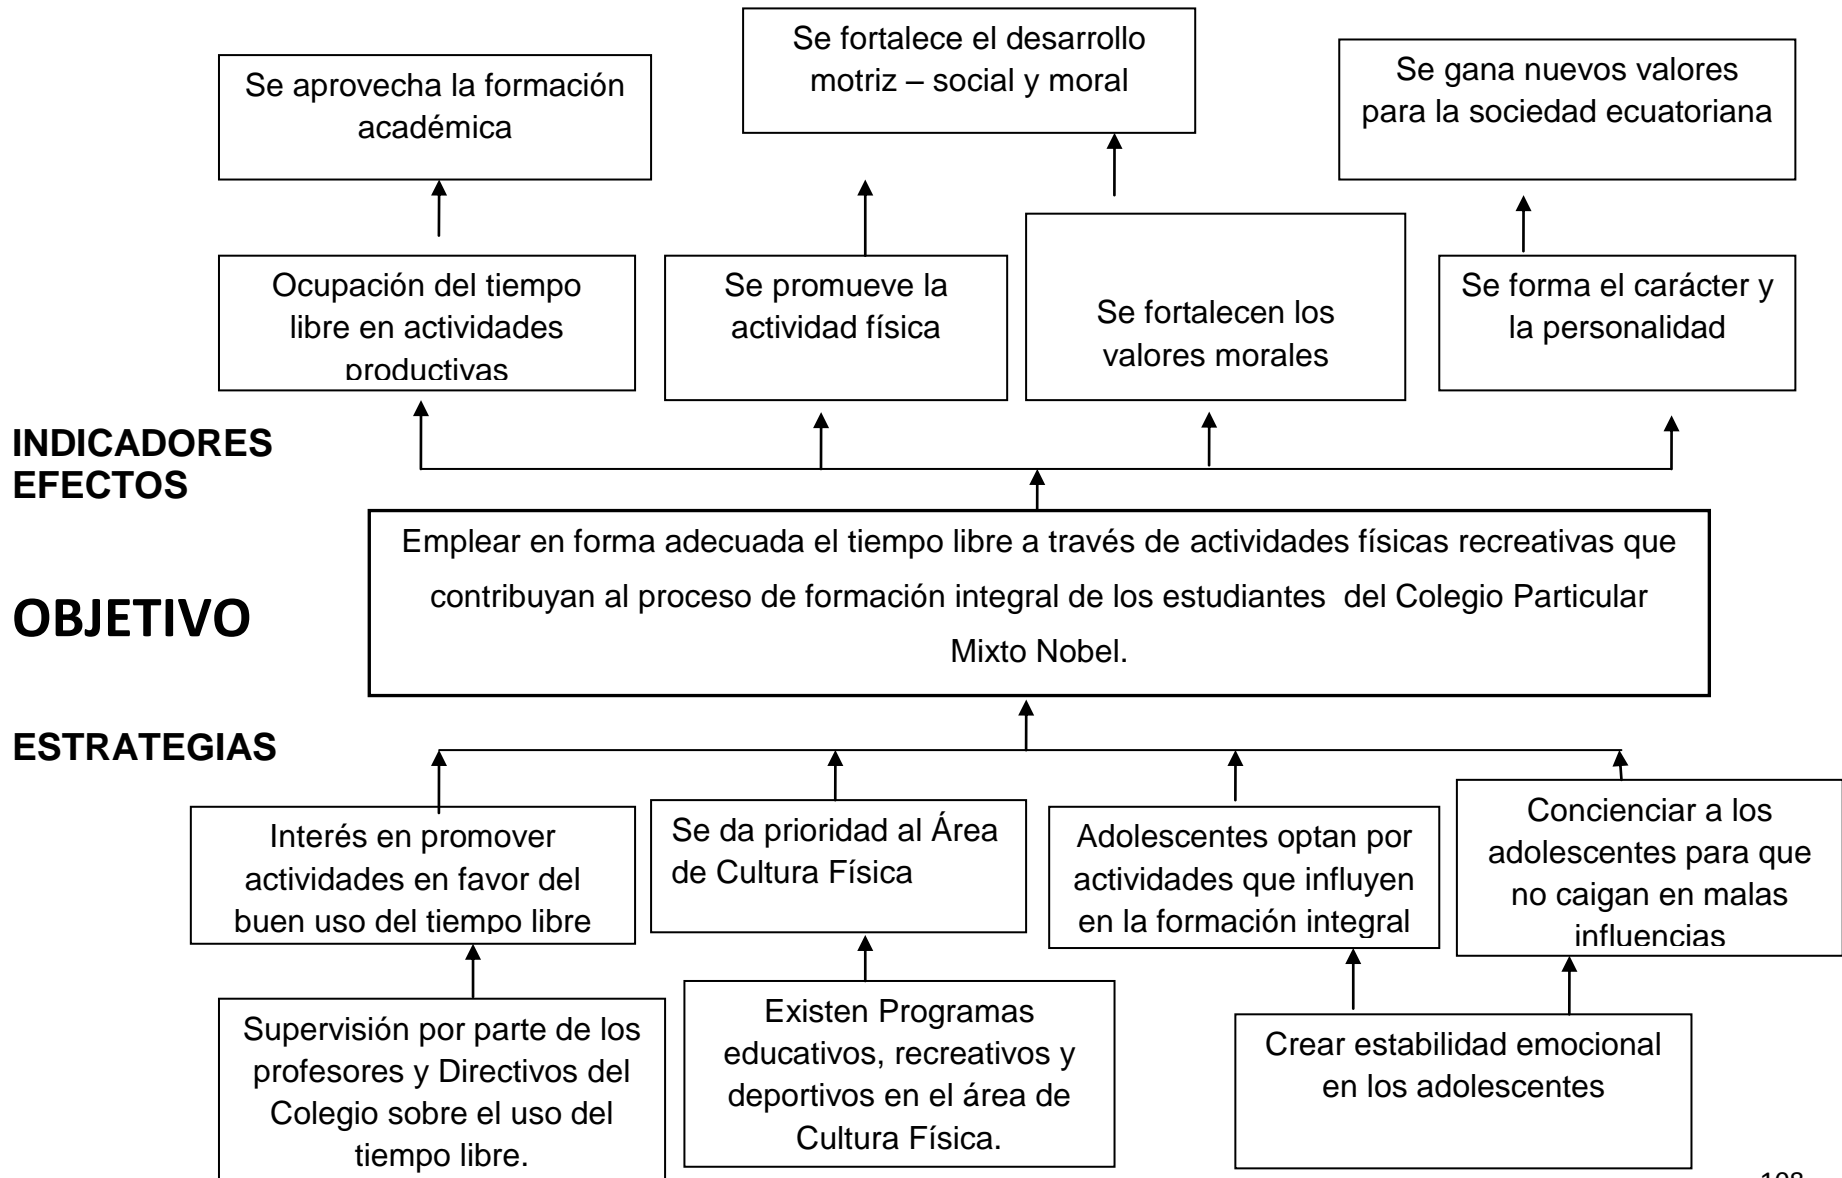 Se fortalece el desarrollo
motriz – social y moral
Se aprovecha la formación
académica
Se gana nuevos valores
para la sociedad ecuatoriana
Ocupación del tiempo
libre en actividades
productivas
Se promueve la
actividad física
Se fortalecen los
valores morales
Se forma el carácter y
la personalidad
INDICADORES
EFECTOS
Emplear en forma adecuada el tiempo libre a través de actividades físicas recreativas que
contribuyan al proceso de formación integral de los estudiantes del Colegio Particular
Mixto Nobel.
OBJETIVO
ESTRATEGIAS
Interés en promover
actividades en favor del
buen uso del tiempo libre
Se da prioridad al Área
de Cultura Física
Adolescentes optan por
actividades que influyen
en la formación integral
Concienciar a los
adolescentes para que
no caigan en malas
influencias
Supervisión por parte de los
profesores y Directivos del
Colegio sobre el uso del
tiempo libre.
Existen Programas
educativos, recreativos y
deportivos en el área de
Cultura Física.
Crear estabilidad emocional
en los adolescentes